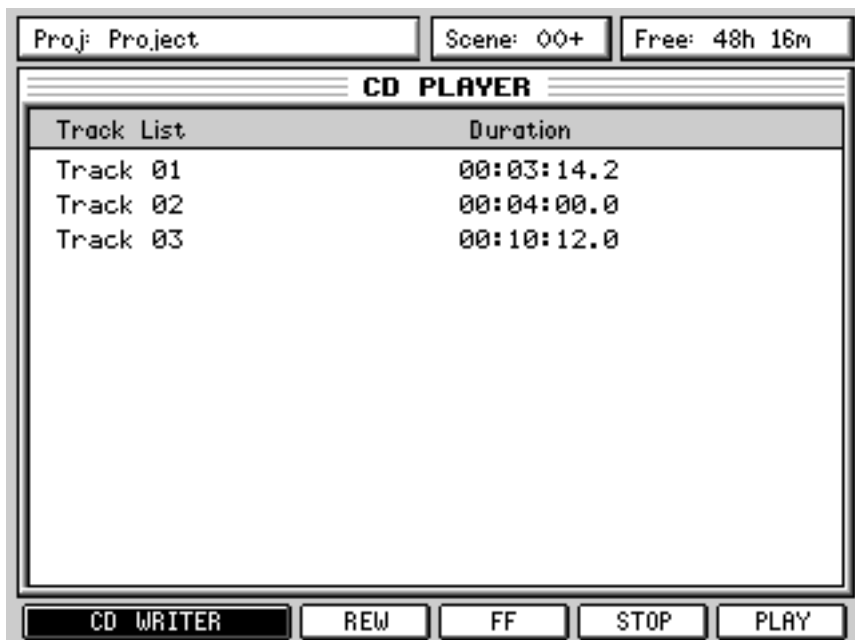 Proj: Project Scene: 00+ Free: 48h 16m
CD PLAYER
Track List Duration
Track 01 00:03:14.2
Track 02 00:04:00.0
Track 03 00:10:12.0
CD WRITER REW FF STOP PLAY